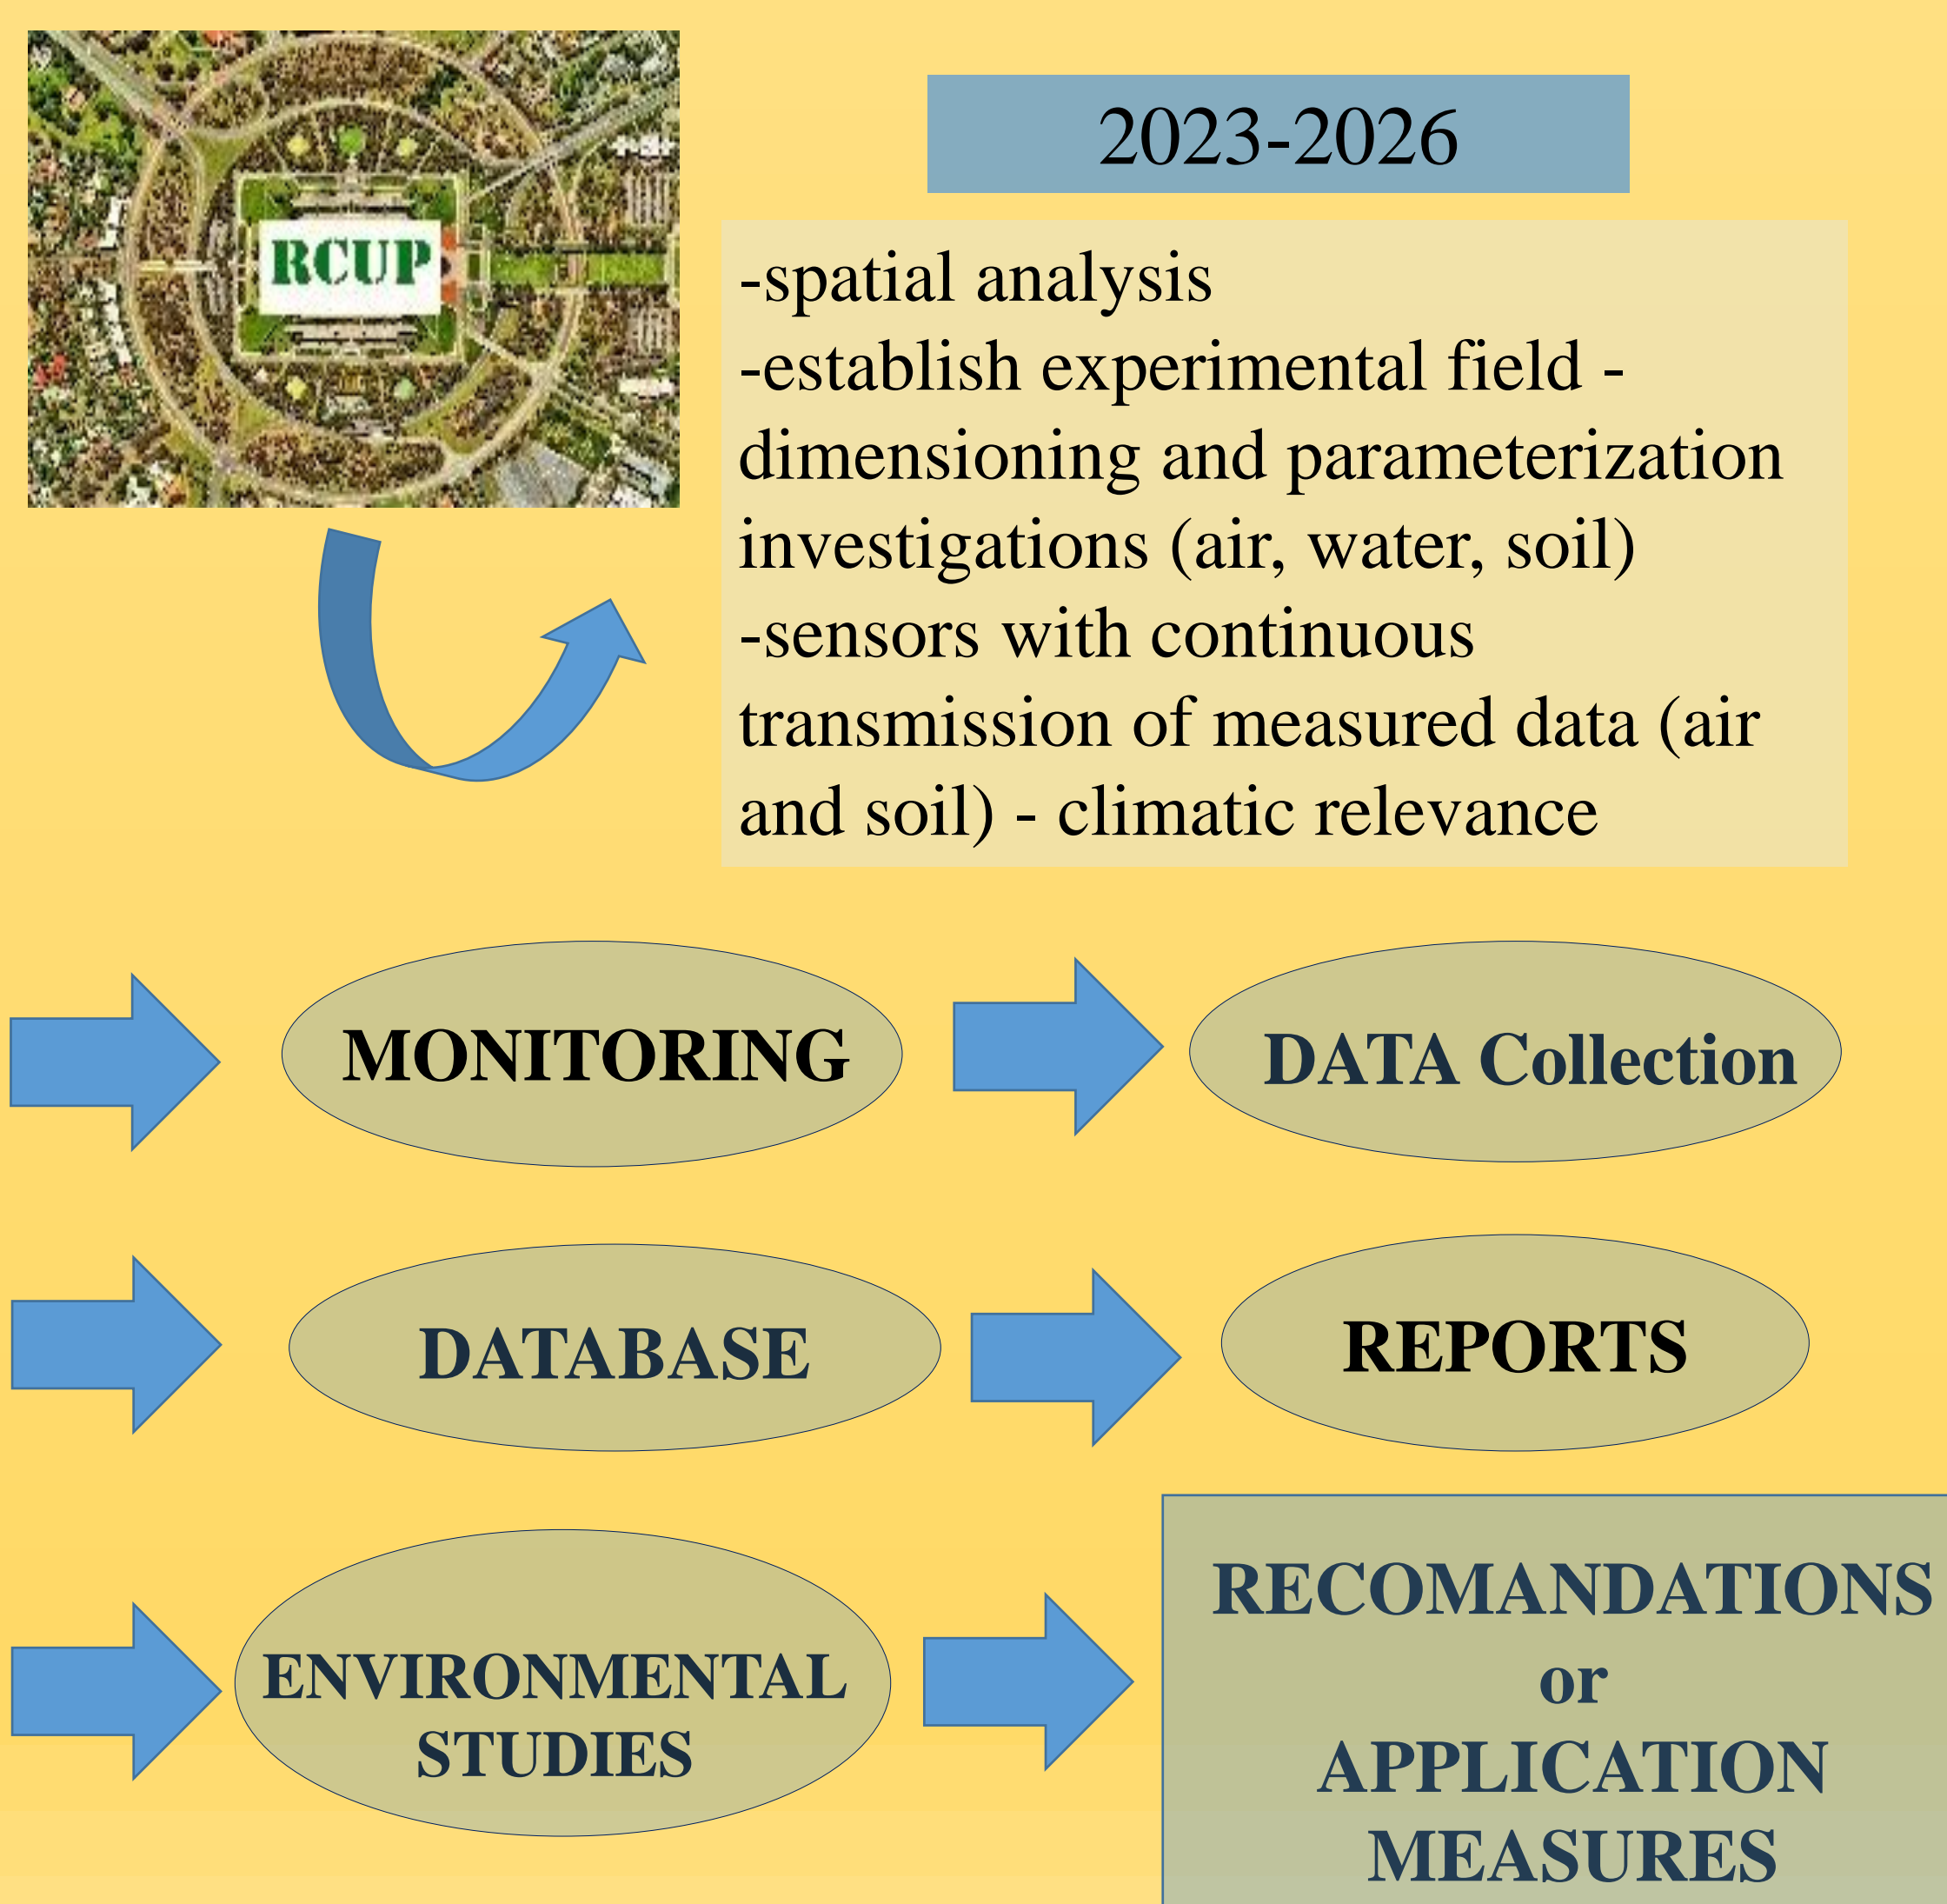 RCUP
2023-2026
-spatial analysis
-establish experimental field -
dimensioning and parameterization
investigations (air, water, soil)
-sensors with continuous
transmission of measured data (air
and soil) - climatic relevance
MONITORING
DATA Collection
DATABASE
REPORTS
ENVIRONMENTAL
STUDIES
RECOMANDATIONS
or
APPLICATION
MEASURES